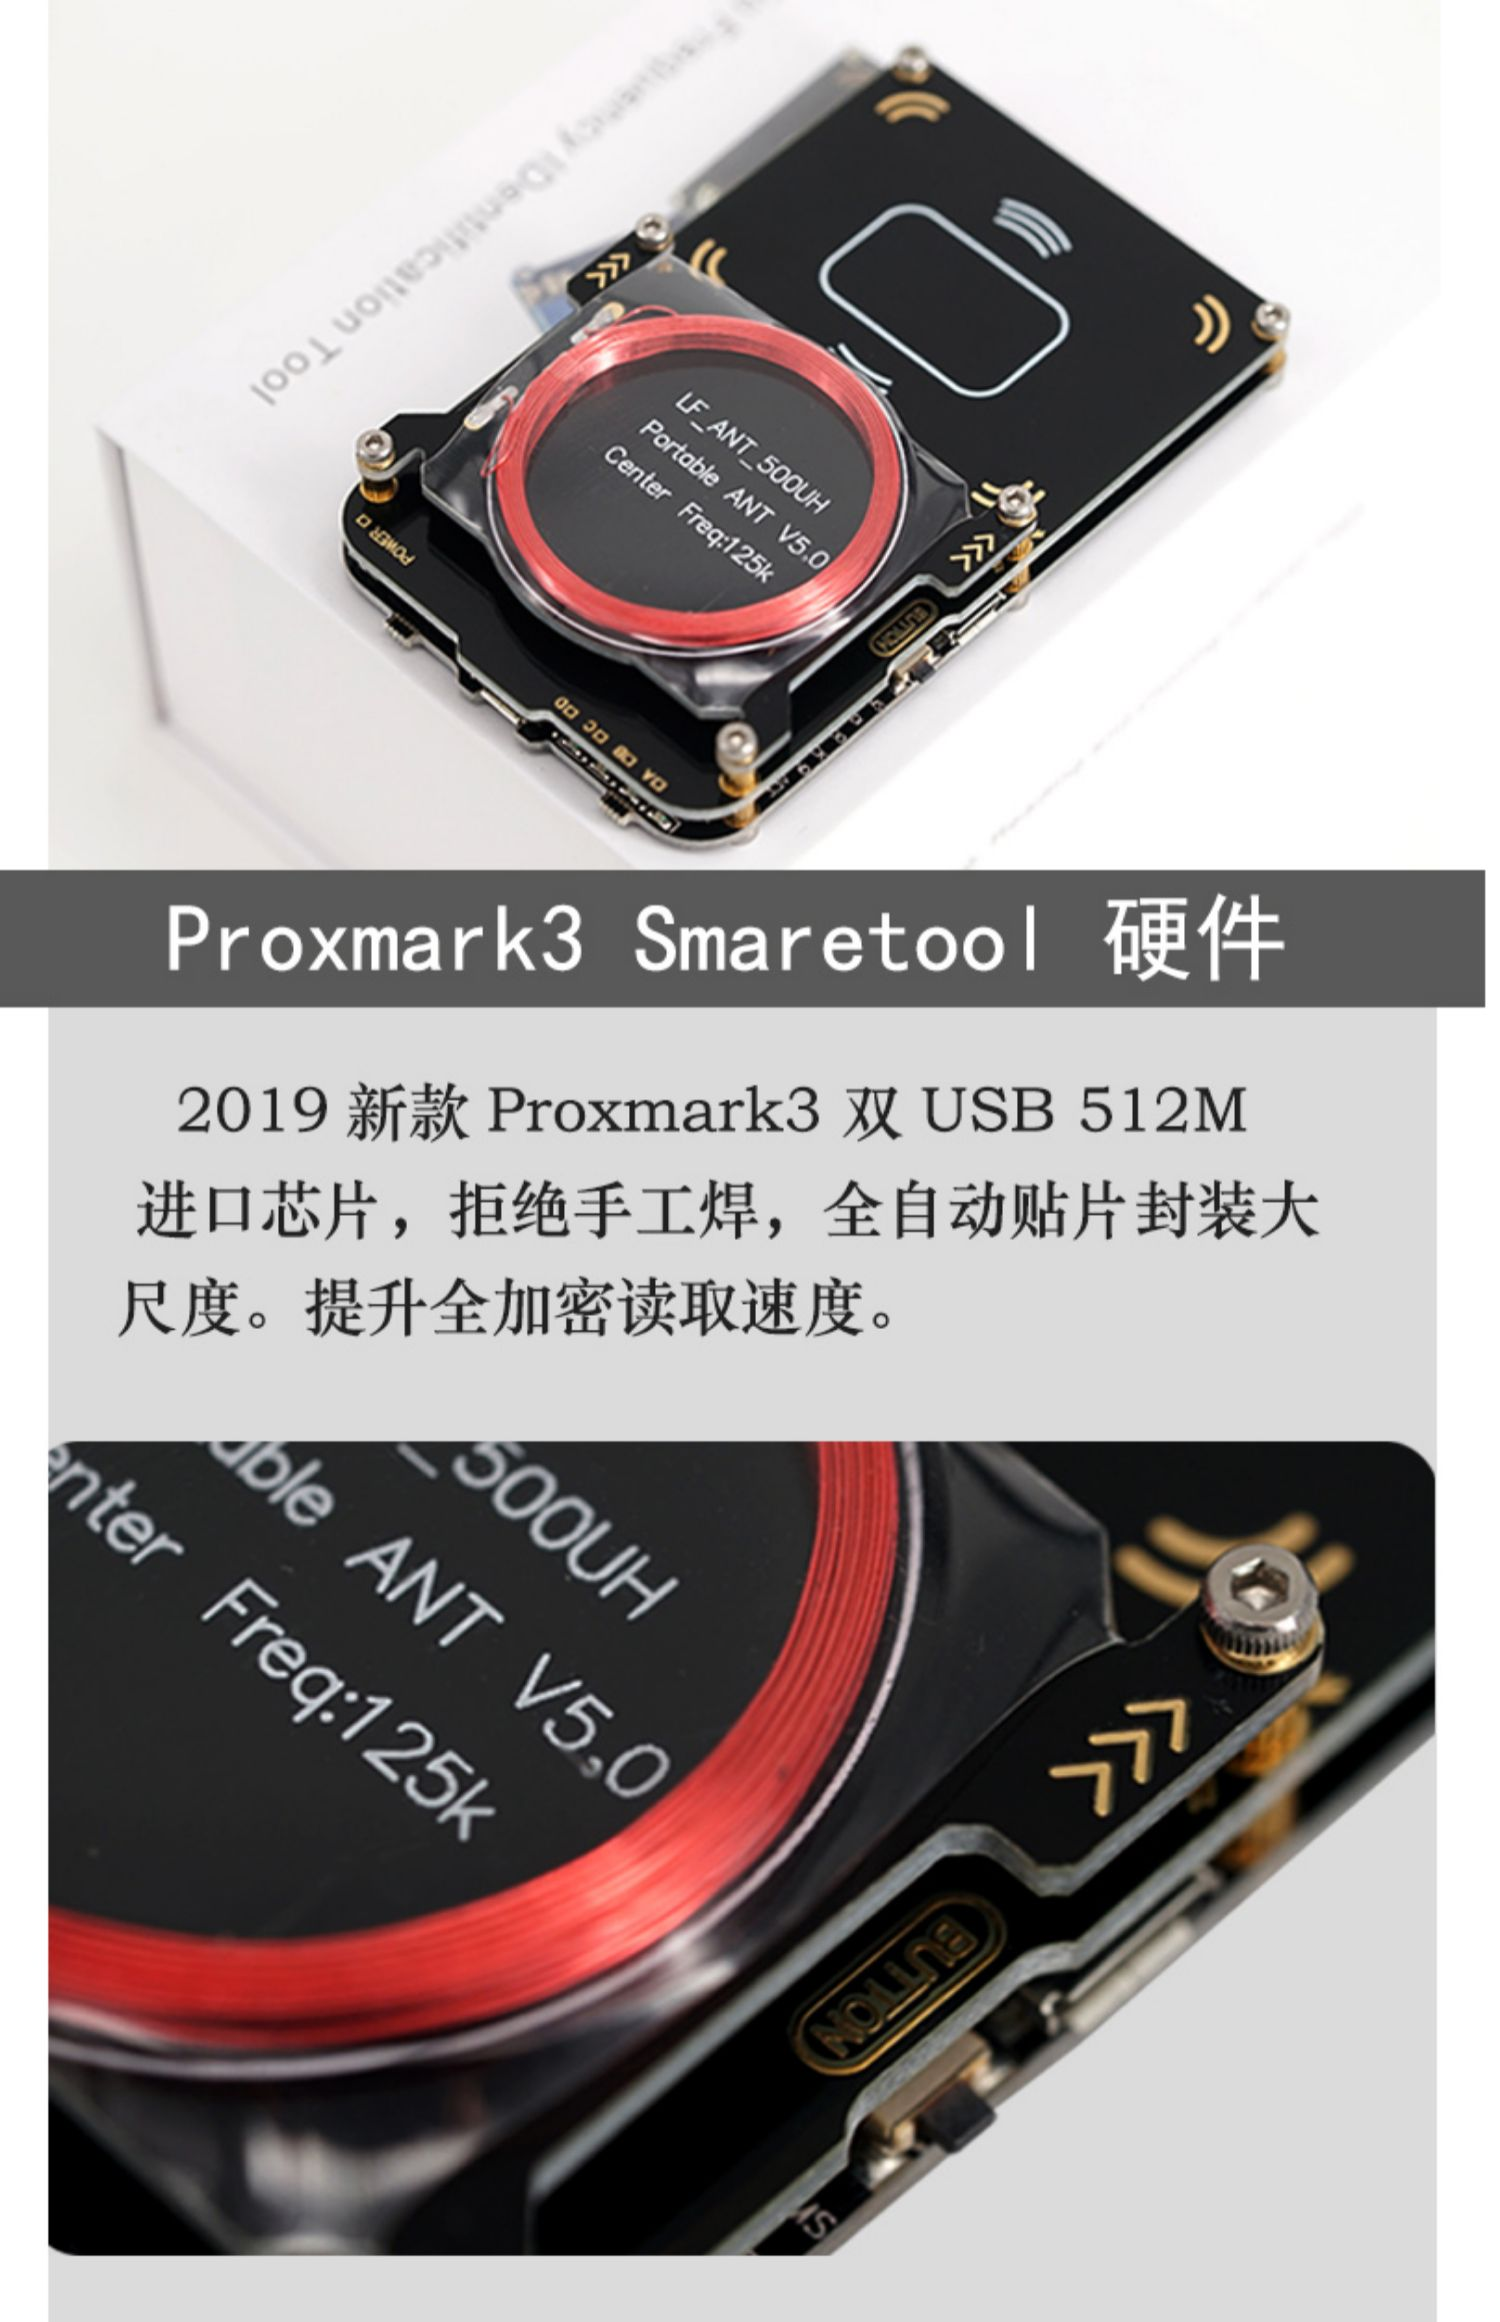 Frequency IDentification Tool
LF_ANT_500UH
Portable ANT V5.0
Center Freq:125k
POWER
BUTTON
D C B A
Proxmark3 Smaretool 硬件
2019 新款 Proxmark3 双 USB 512M
进口芯片，拒绝手工焊，全自动贴片封装大
尺度。提升全加密读取速度。
_500UH
able ANT V5.0
enter Freq:125k
BUTTON